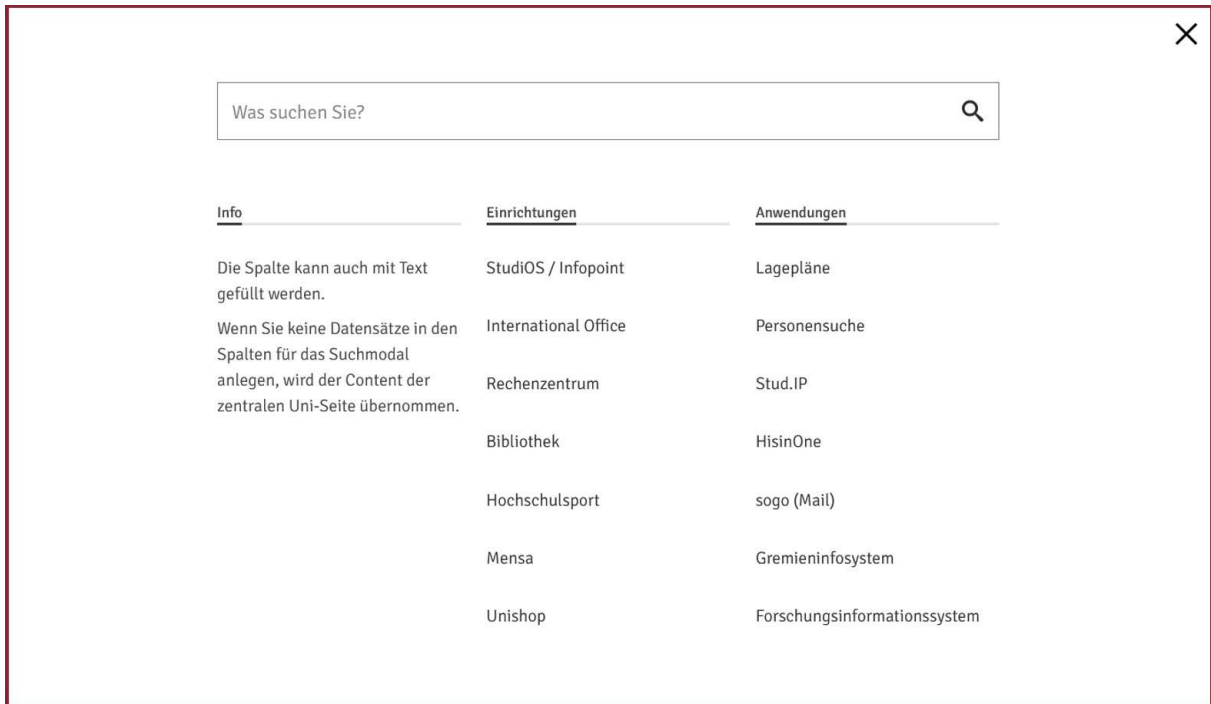 Was suchen Sie?
Info
Die Spalte kann auch mit Text
gefüllt werden.
Wenn Sie keine Datensätze in den
Spalten für das Suchmodal
anlegen, wird der Content der
zentralen Uni-Seite übernommen.
Einrichtungen
StudiOS / Infopoint
International Office
Rechenzentrum
Bibliothek
Hochschulsport
Mensa
Unishop
Anwendungen
Lagepläne
Personensuche
Stud.IP
HisinOne
sogo (Mail)
Gremieninfosystem
Forschungsinformationssystem